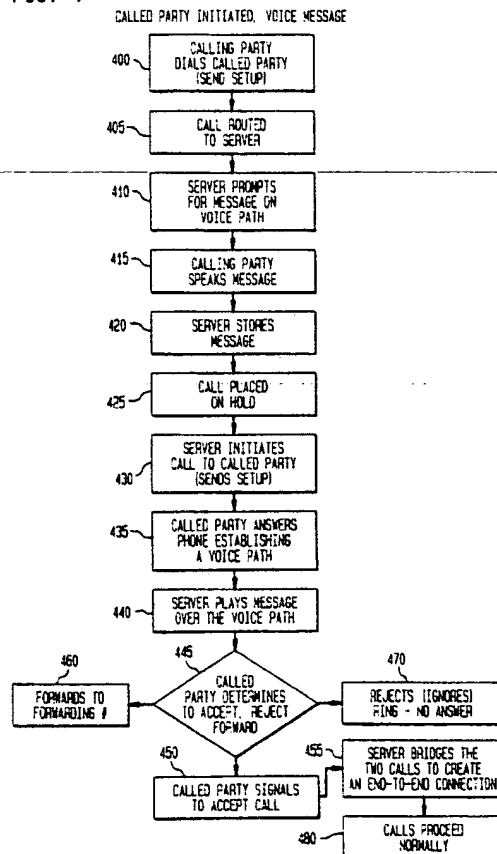 CALLED PARTY INITIATED, VOICE MESSAGE
400
CALLING PARTY
DIALS CALLED PARTY
(SEND SETUP)
405
CALL ROUTED
TO SERVER
410
SERVER PROMPTS
FOR MESSAGE ON
VOICE PATH
415
CALLING PARTY
SPEAKS MESSAGE
420
SERVER STORES
MESSAGE
425
CALL PLACED
ON HOLD
430
SERVER INITIATES
CALL TO CALLED PARTY
(SENDS SETUP)
435
CALLED PARTY ANSWERS
PHONE ESTABLISHING
A VOICE PATH
440
SERVER PLAYS MESSAGE
OVER THE VOICE PATH
445
CALLED
PARTY DETERMINES
TO ACCEPT, REJECT
FORWARD
460
FORWARDS TO
FORWARDING #
470
REJECTS (IGNORES)
RING - NO ANSWER
450
CALLED PARTY SIGNALS
TO ACCEPT CALL
455
SERVER BRIDGES THE
TWO CALLS TO CREATE
AN END-TO-END CONNECTION
480
CALLS PROCEED
NORMALLY